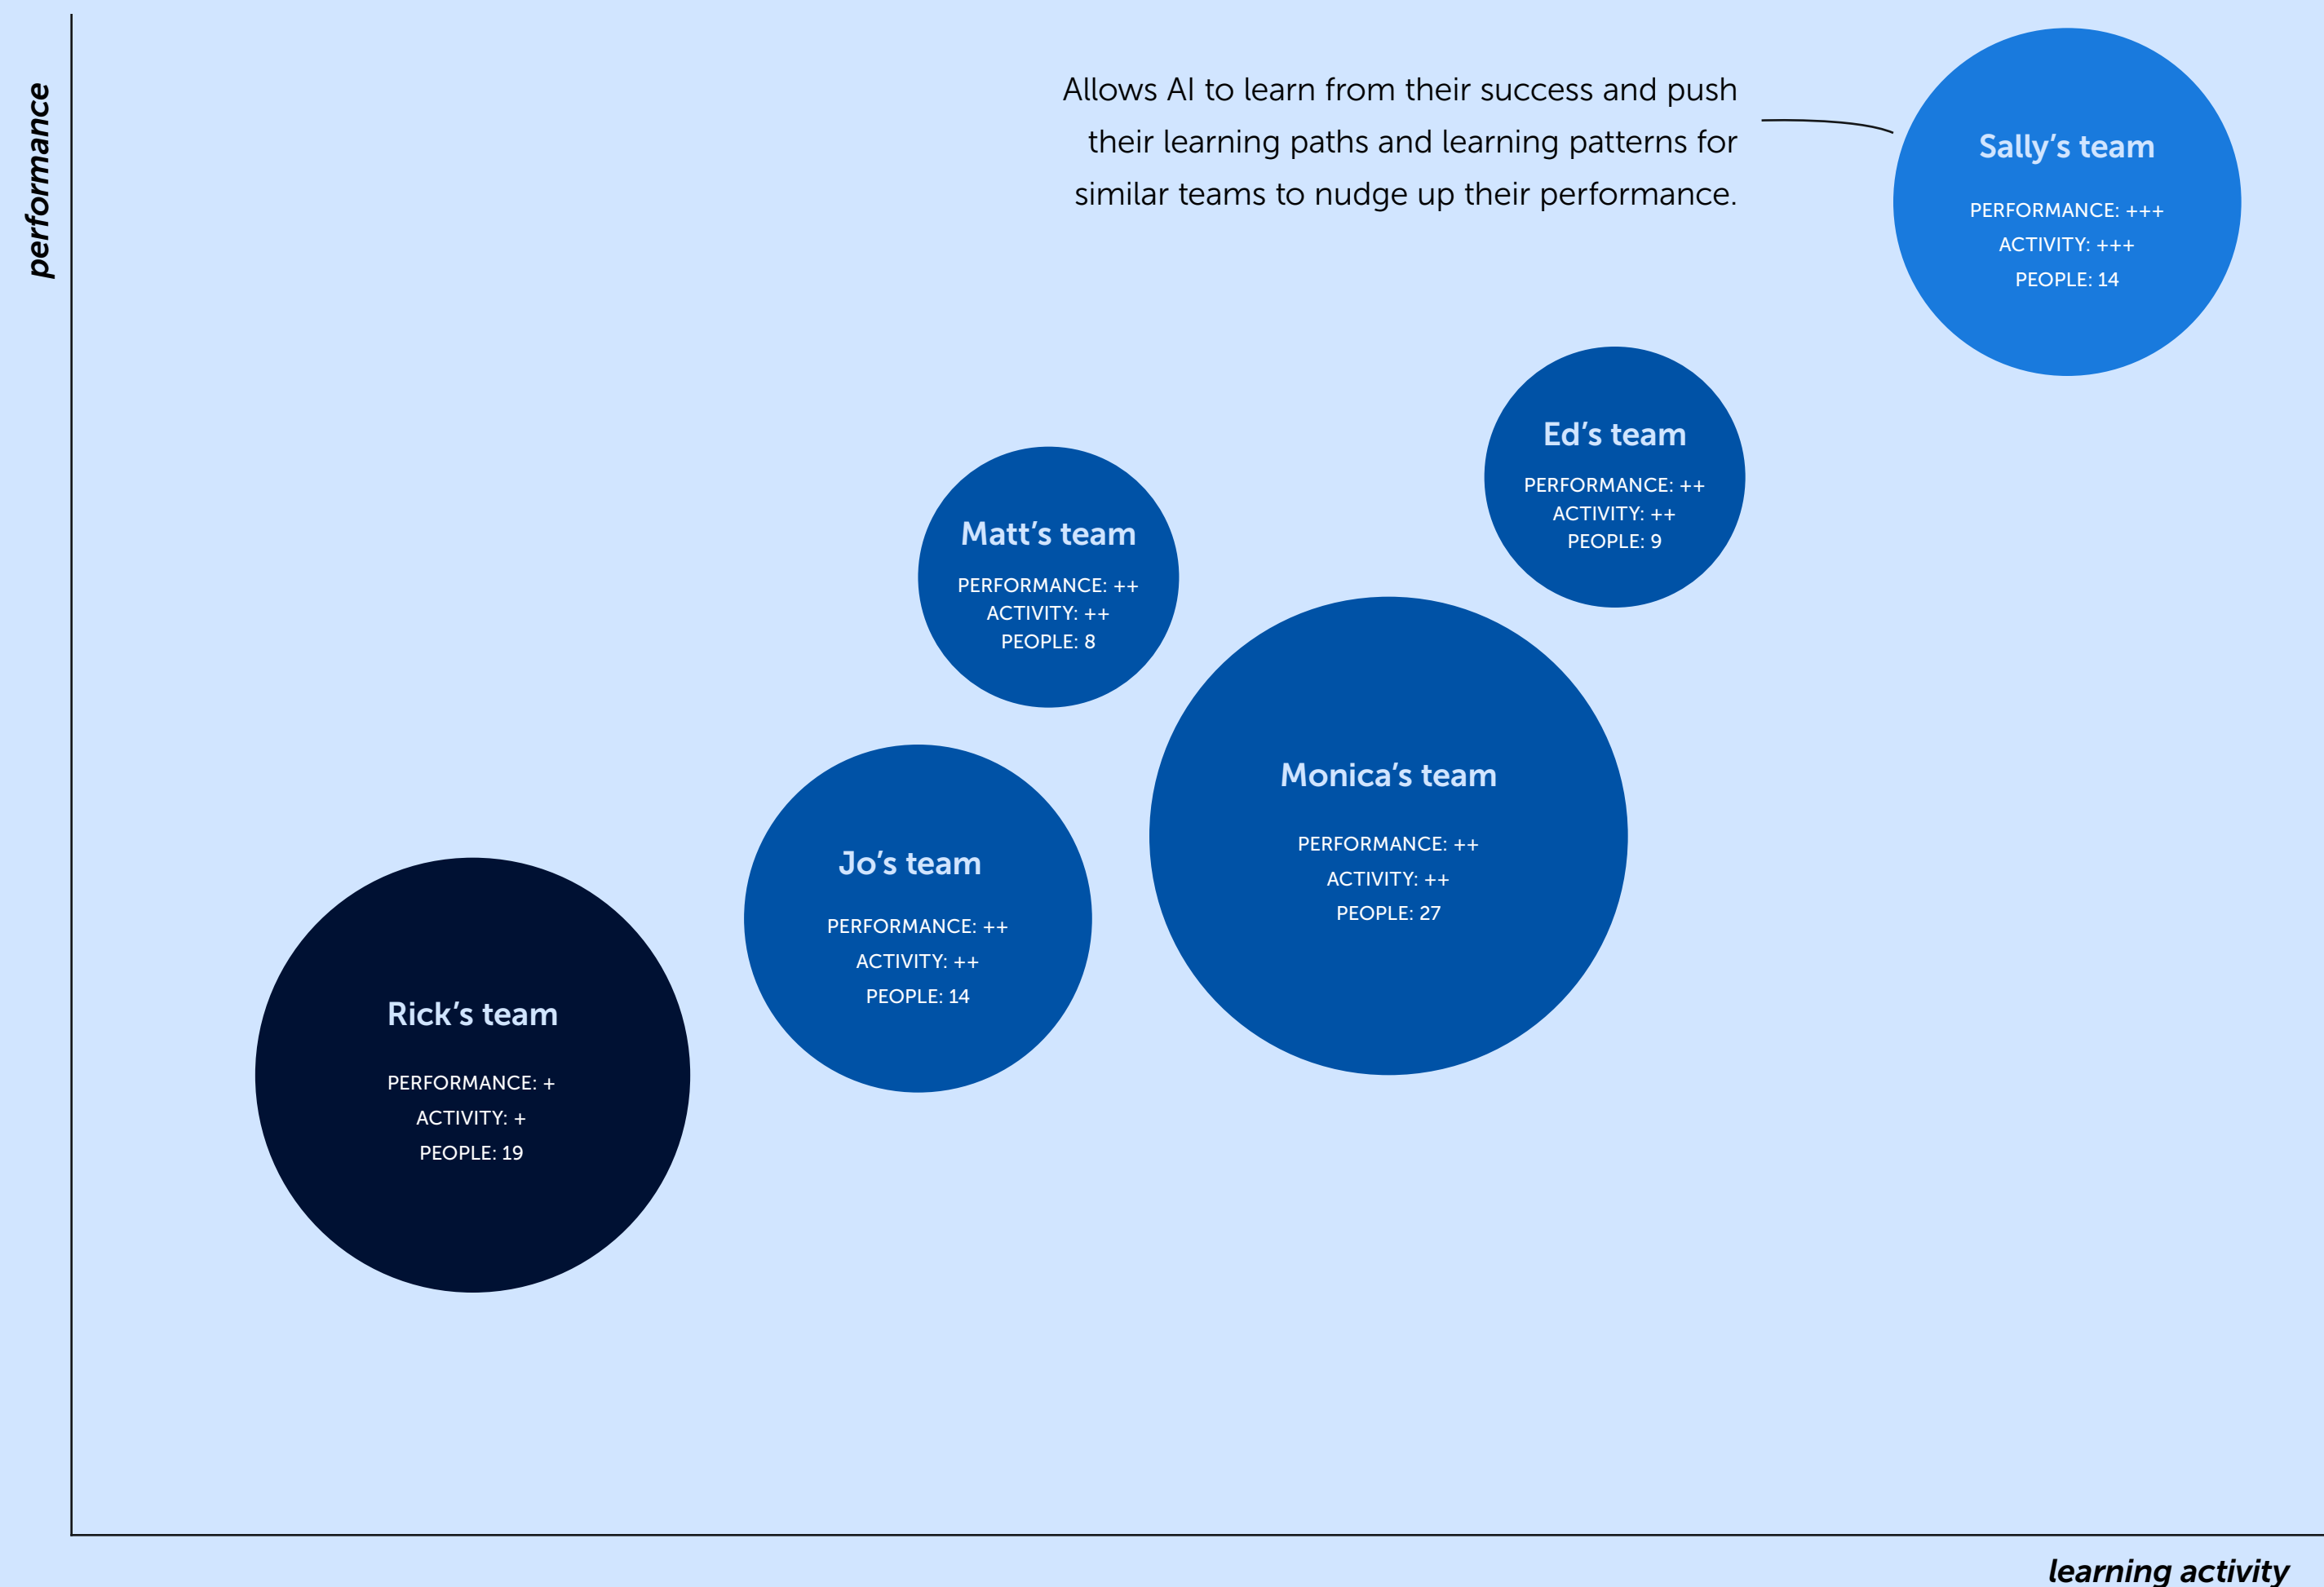 performance
Allows AI to learn from their success and push
their learning paths and learning patterns for
similar teams to nudge up their performance.
Sally’s team
PERFORMANCE: +++
ACTIVITY: +++
PEOPLE: 14
Ed’s team
PERFORMANCE: ++
ACTIVITY: ++
PEOPLE: 9
Matt’s team
PERFORMANCE: ++
ACTIVITY: ++
PEOPLE: 8
Monica’s team
PERFORMANCE: ++
ACTIVITY: ++
PEOPLE: 27
Jo’s team
PERFORMANCE: ++
ACTIVITY: ++
PEOPLE: 14
Rick’s team
PERFORMANCE: +
ACTIVITY: +
PEOPLE: 19
learning activity